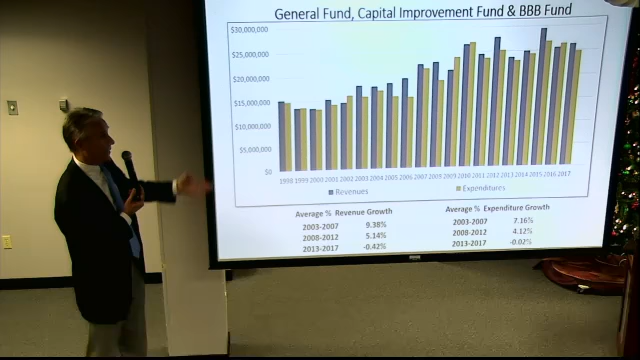 General Fund, Capital Improvement Fund & BBB Fund
$30,000,000
$25,000,000
$20,000,000
$15,000,000
$10,000,000
$5,000,000
$0
1998 1999 2000 2001 2002 2003 2004 2005 2006 2007 2008 2009 2010 2011 2012 2013 2014 2015 2016 2017
Revenues Expenditures
Average % Revenue Growth
2003-2007 9.38%
2008-2012 5.14%
2013-2017 -0.42%
Average % Expenditure Growth
2003-2007 7.16%
2008-2012 4.12%
2013-2017 -0.02%